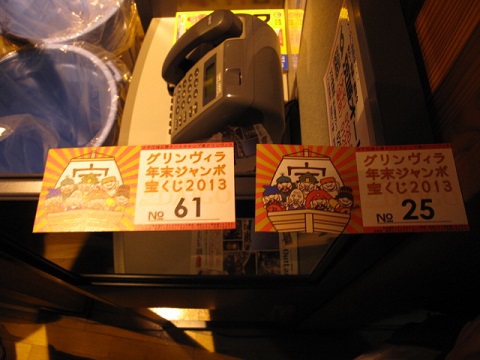 グリンヴィラ
年末ジャンボ
宝くじ2013
No 61
グリンヴィラ
年末ジャンボ
宝くじ2013
No 25